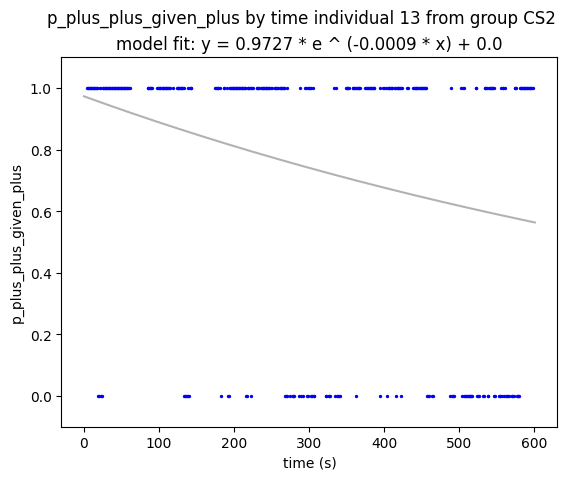 p_plus_plus_given_plus by time individual 13 from group CS2
model fit: y = 0.9727 * e ^ (-0.0009 * x) + 0.0
p_plus_plus_given_plus
1.0
0.8
0.6
0.4
0.2
0.0
0 100 200 300 400 500 600
time (s)